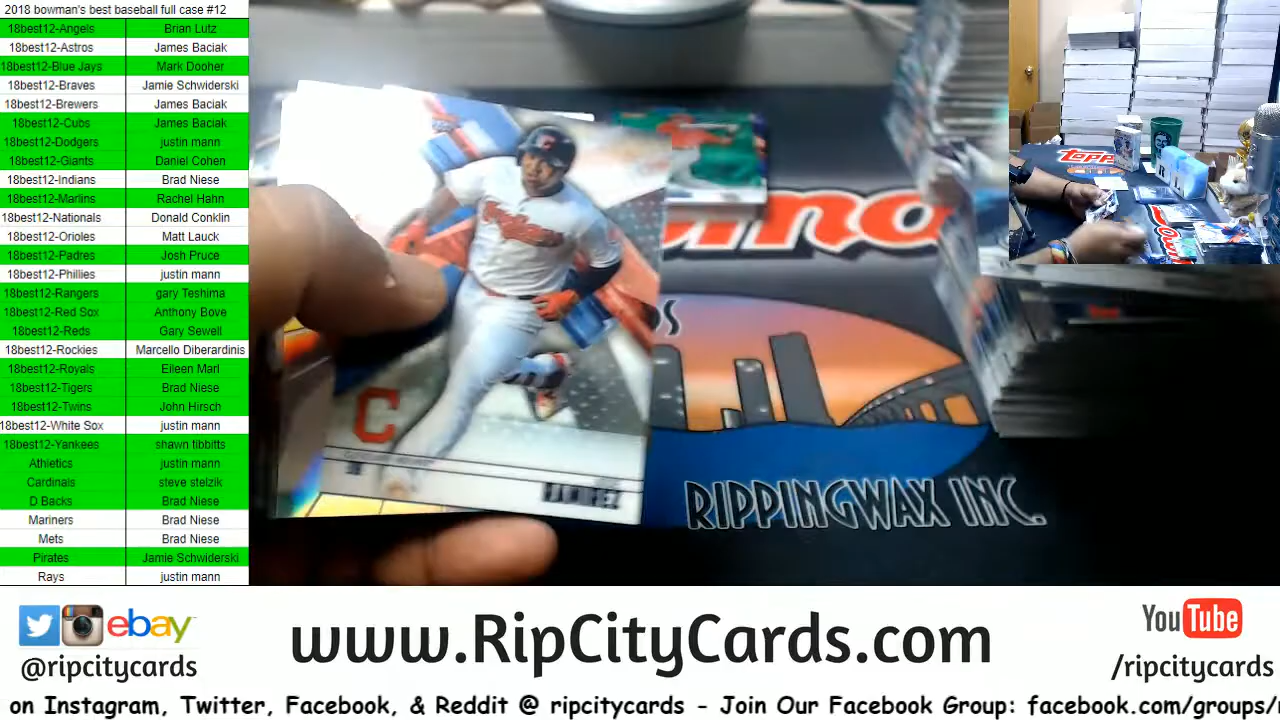 2018 bowman's best baseball full case #12
18best12-Angels Brian Lutz
18best12-Astros James Baciak
18best12-Blue Jays Mark Dooher
18best12-Braves Jamie Schwiderski
18best12-Brewers James Baciak
18best12-Cubs James Baciak
18best12-Dodgers justin mann
18best12-Giants Daniel Cohen
18best12-Indians Brad Niese
18best12-Marlins Rachel Hahn
18best12-Nationals Donald Conklin
18best12-Orioles Matt Lauck
18best12-Padres Josh Pruce
18best12-Phillies justin mann
18best12-Rangers gary Teshima
18best12-Red Sox Anthony Bove
18best12-Reds Gary Sewell
18best12-Rockies Marcello Diberardinis
18best12-Royals Eileen Marl
18best12-Tigers Brad Niese
18best12-Twins John Hirsch
18best12-White Sox justin mann
18best12-Yankees shawn tibbitts
Athletics justin mann
Cardinals steve stelzik
D Backs Brad Niese
Mariners Brad Niese
Mets Brad Niese
Pirates Jamie Schwiderski
Rays justin mann
Indians
C
RAMIREZ
RIPPINGWAX INC.
topps
ebay
@ripcitycards
www.RipCityCards.com
YouTube
/ripcitycards
on Instagram, Twitter, Facebook, & Reddit @ ripcitycards - Join Our Facebook Group: facebook.com/groups/